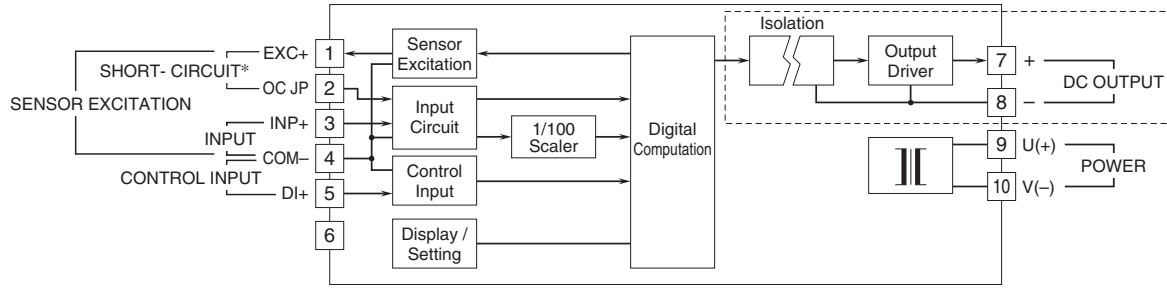 Isolation
EXC+ 1
SHORT- CIRCUIT*
OC JP 2
SENSOR EXCITATION
INP+ 3
INPUT
COM– 4
CONTROL INPUT
DI+ 5
6
Sensor
Excitation
Input
Circuit
1/100
Scaler
Control
Input
Display /
Setting
Digital
Computation
Output
Driver
7 +
DC OUTPUT
8 –
9 U(+)
POWER
10 V(–)